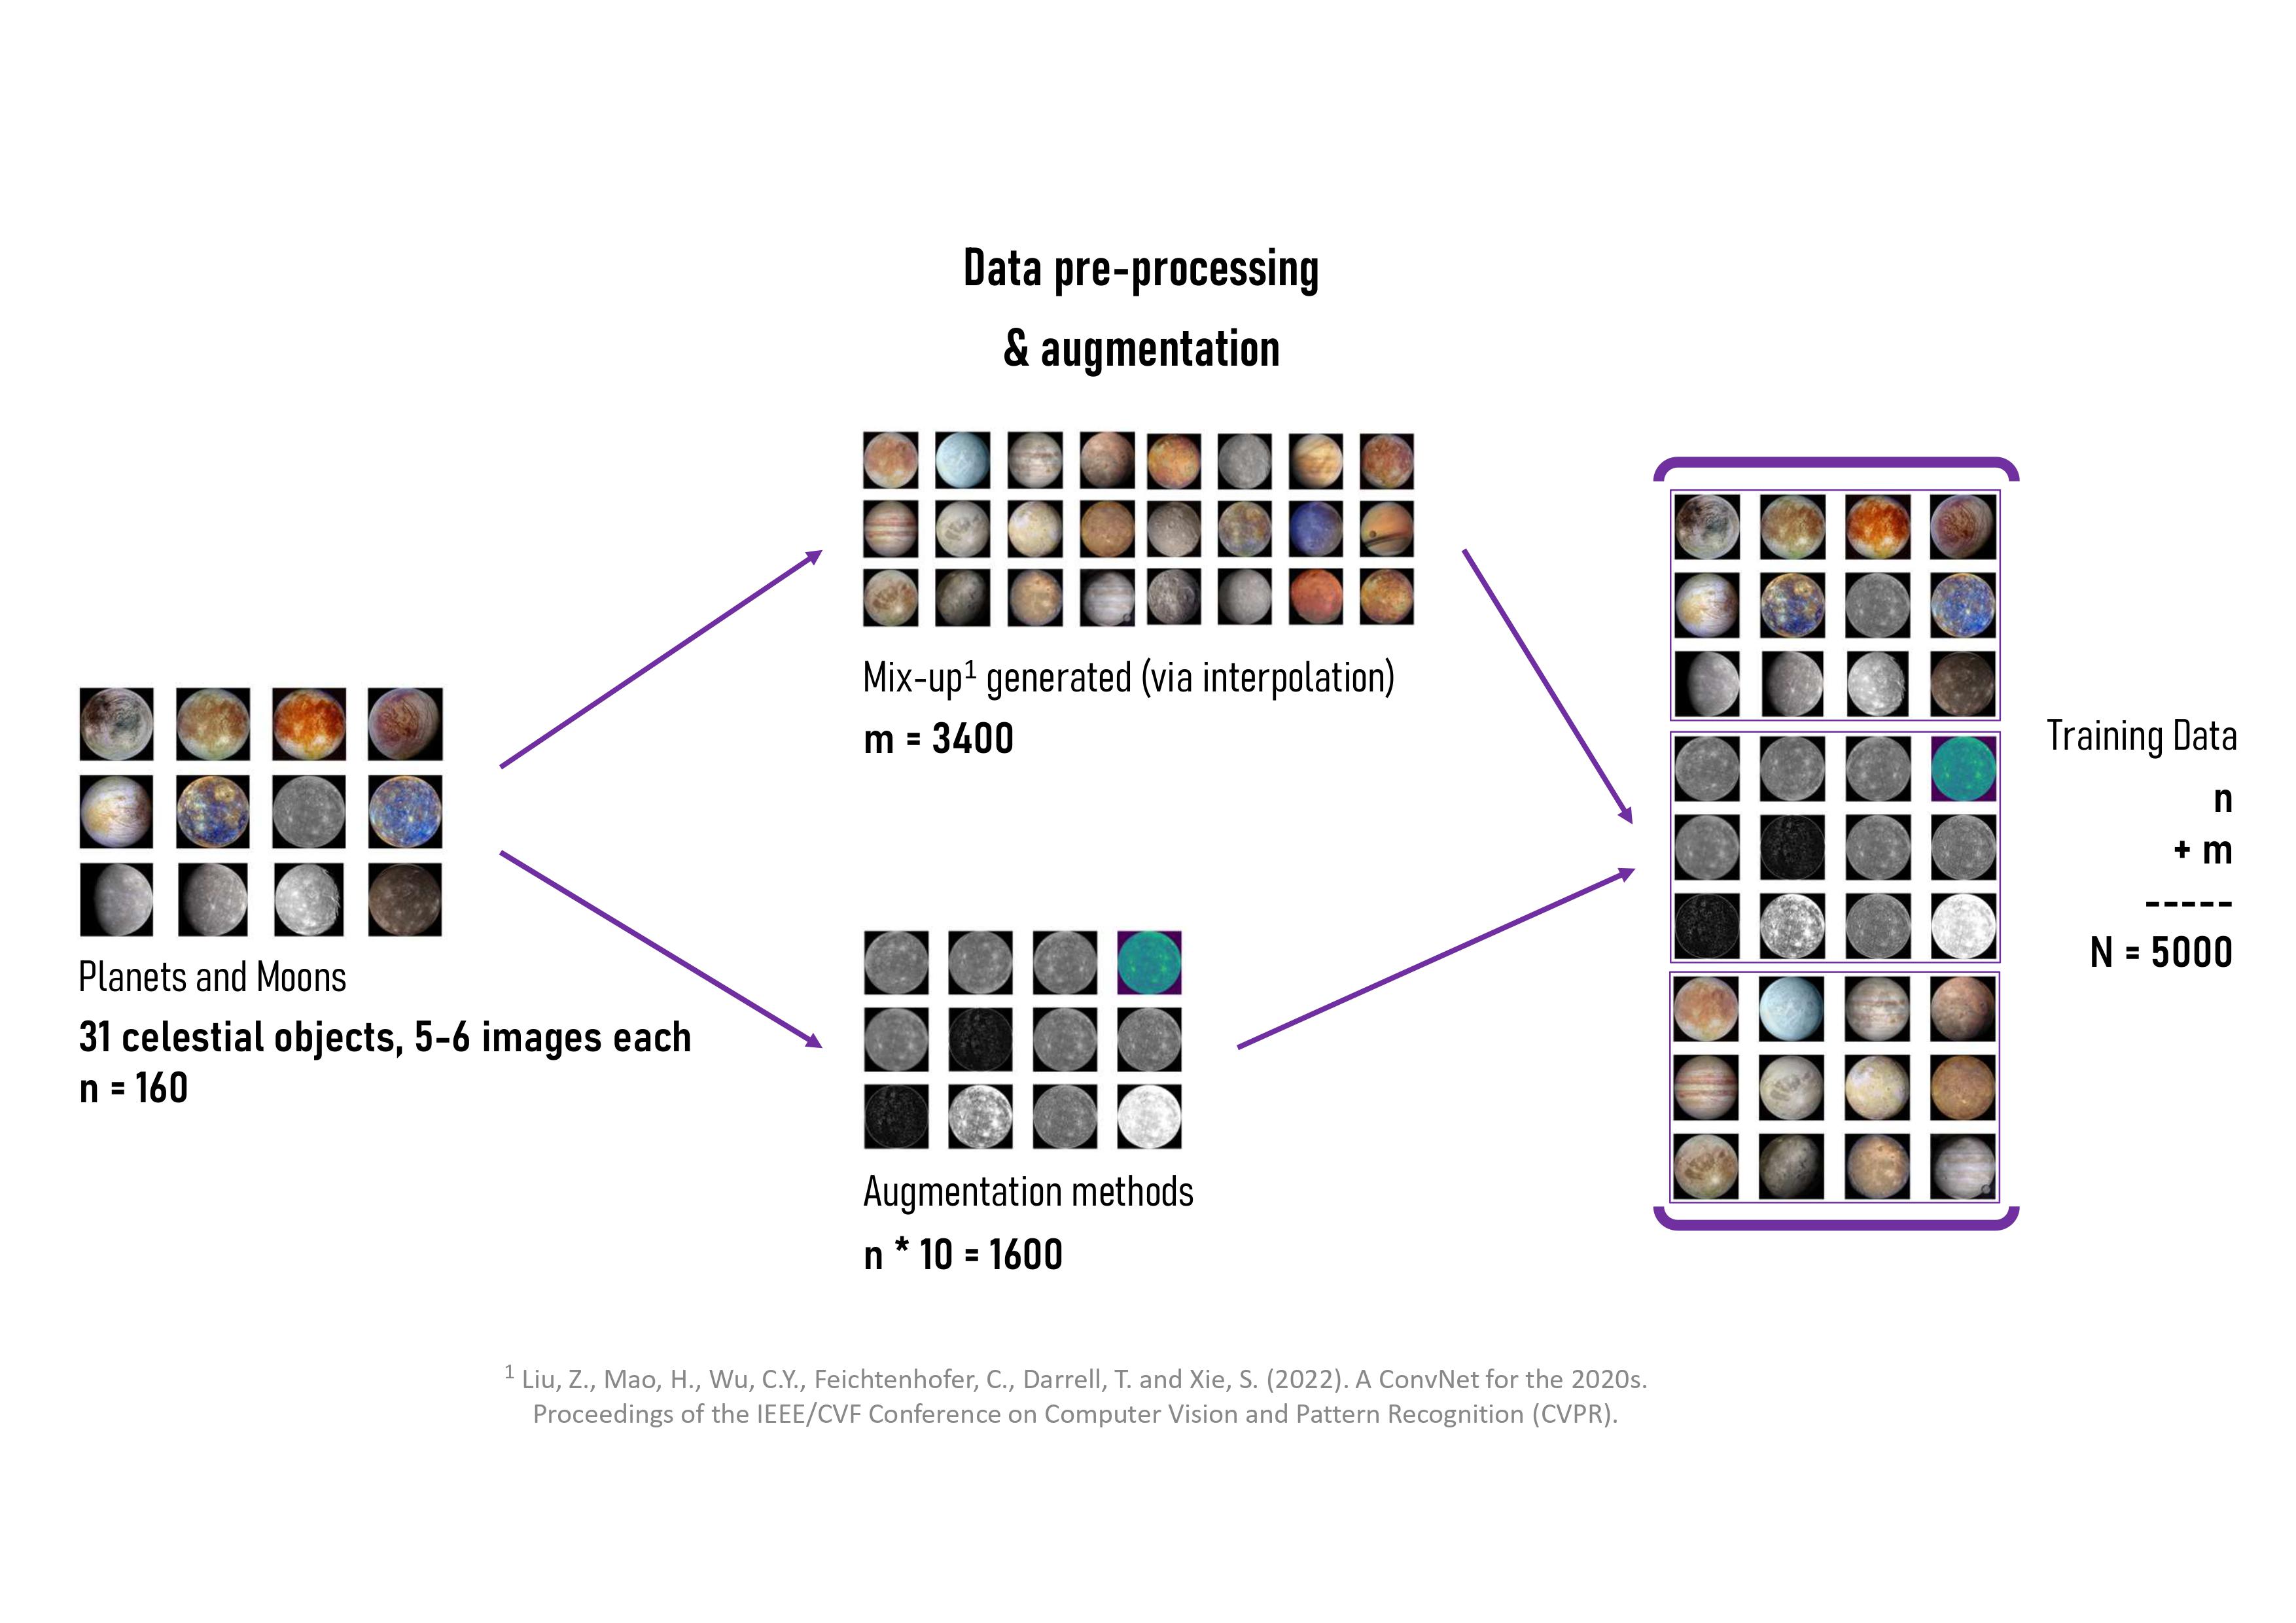 Data pre-processing
& augmentation
Mix-up¹ generated (via interpolation)
m = 3400
Planets and Moons
31 celestial objects, 5-6 images each
n = 160
Augmentation methods
n * 10 = 1600
Training Data
n
+ m
-----
N = 5000
¹ Liu, Z., Mao, H., Wu, C.Y., Feichtenhofer, C., Darrell, T. and Xie, S. (2022). A ConvNet for the 2020s.
Proceedings of the IEEE/CVF Conference on Computer Vision and Pattern Recognition (CVPR).